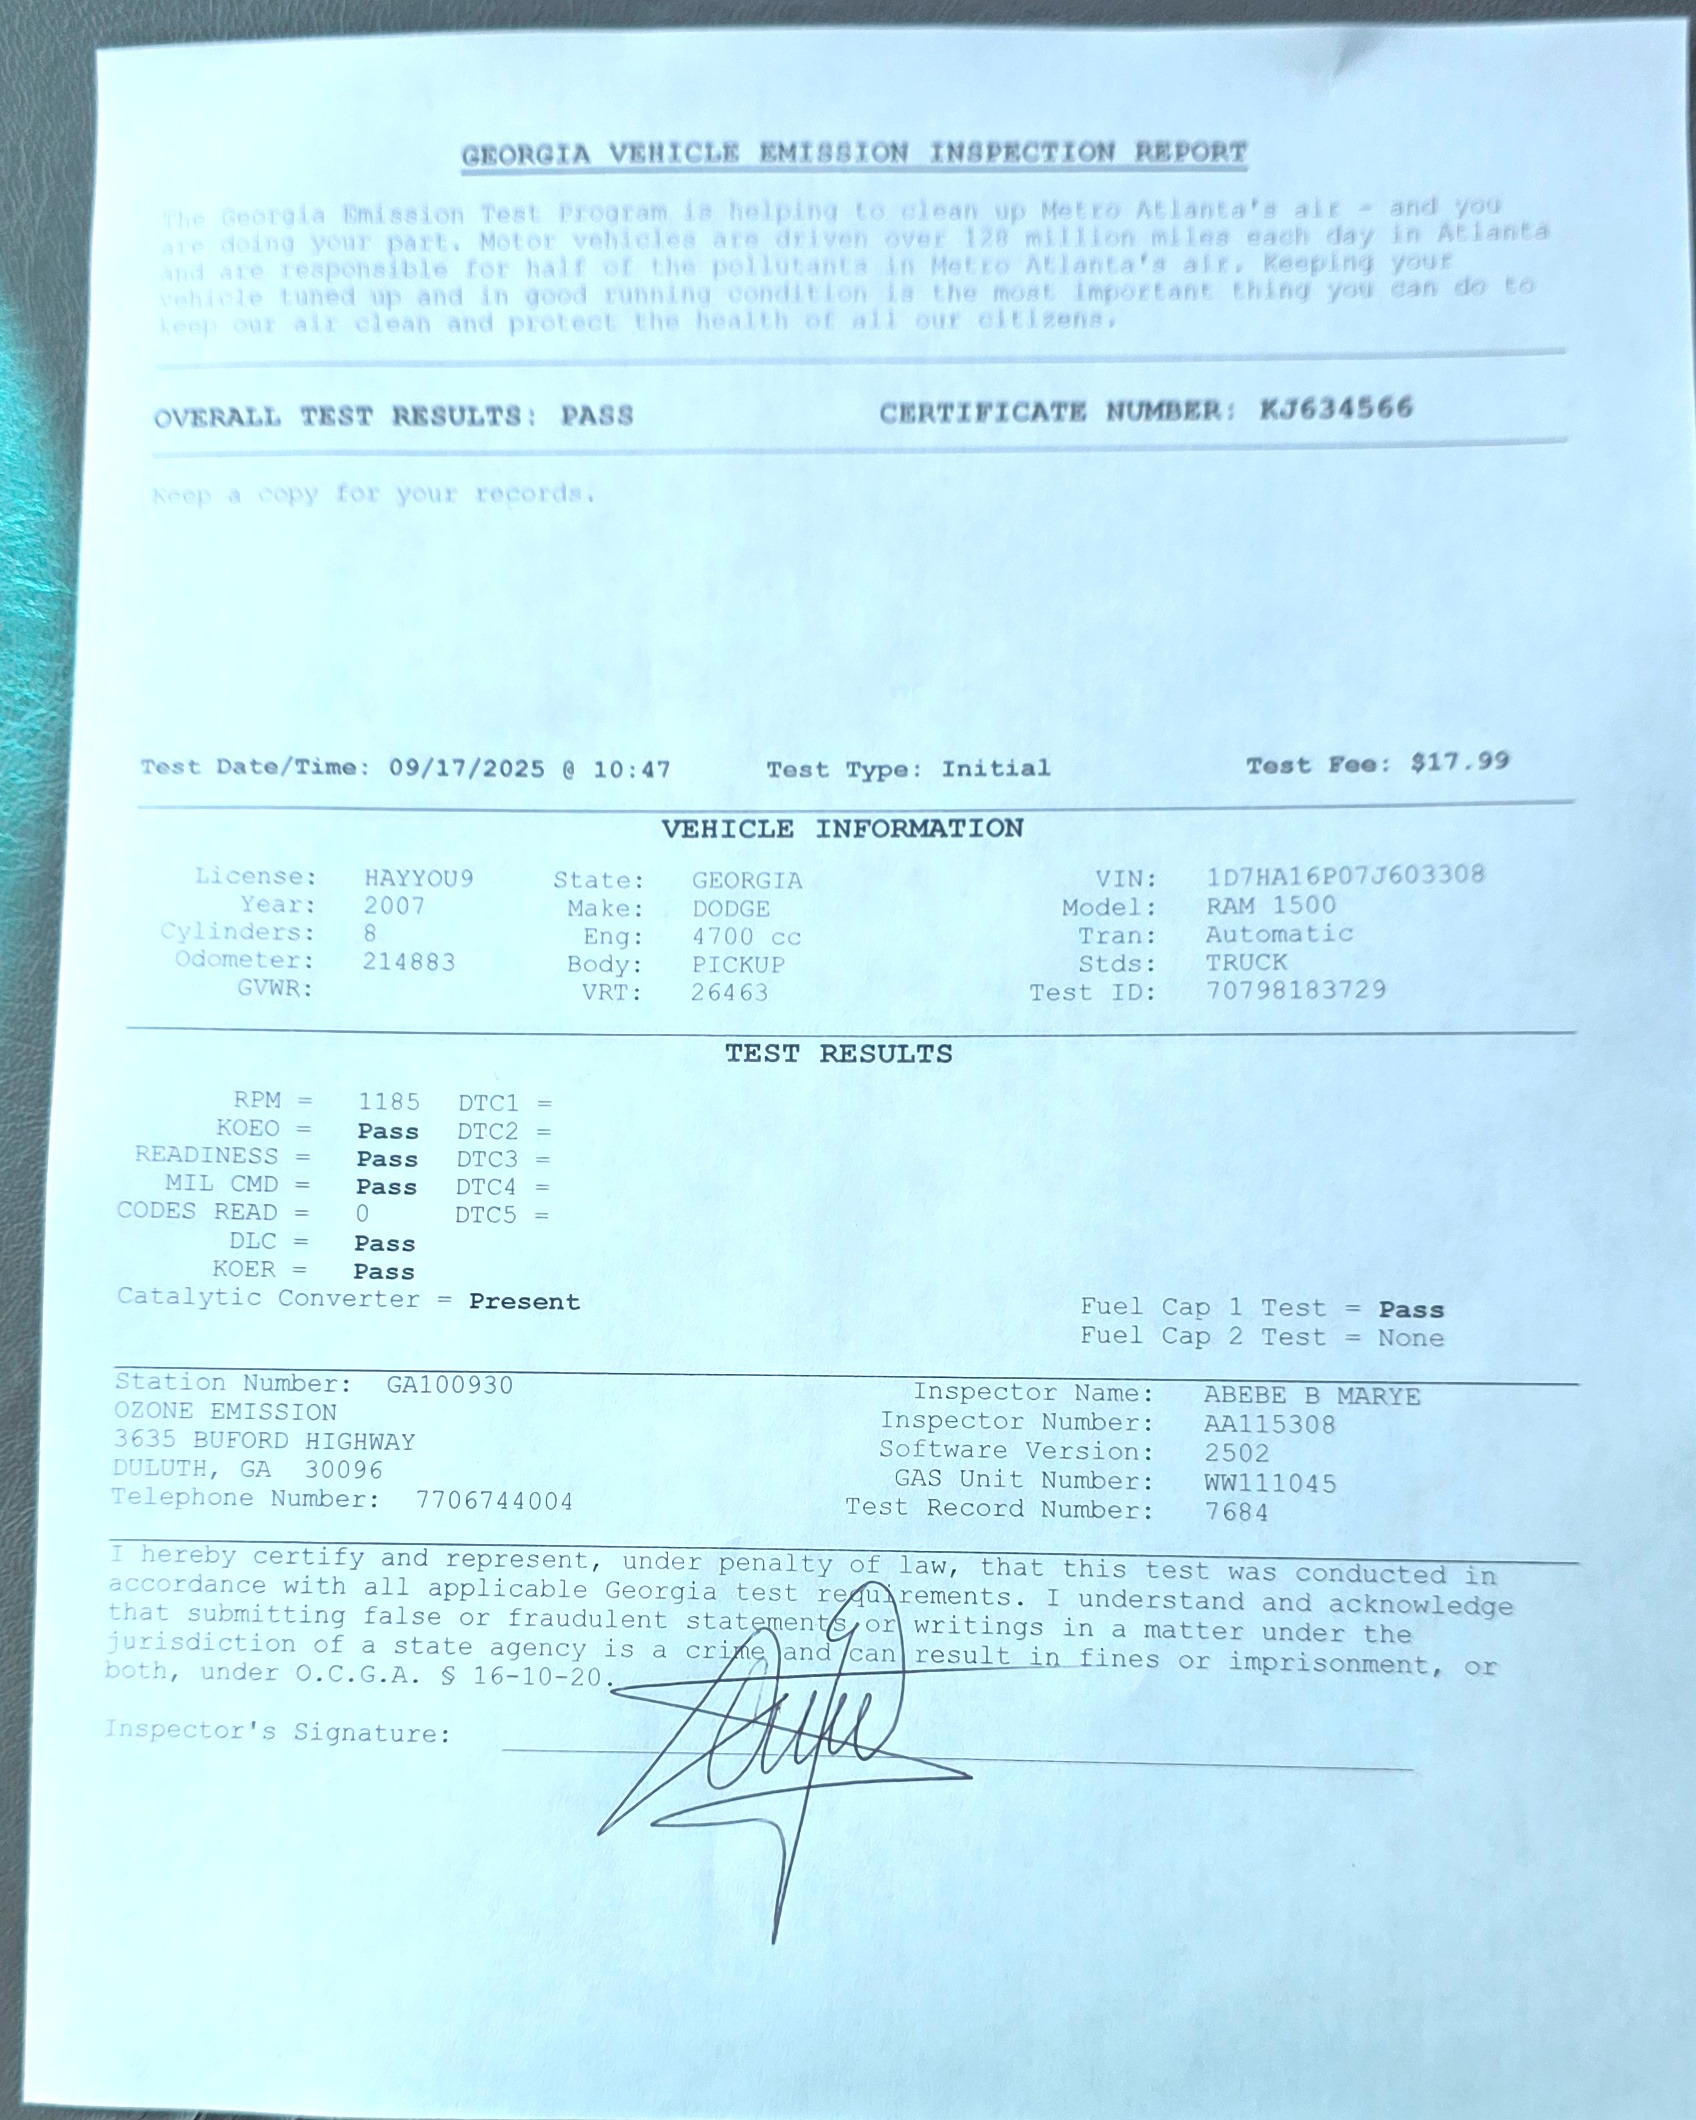 GEORGIA VEHICLE EMISSION INSPECTION REPORT
The Georgia Emission Test Program is helping to clean up Metro Atlanta's air - and you
are doing your part. Motor vehicles are driven over 128 million miles each day in Atlanta
and are responsible for half of the pollutants in Metro Atlanta's air. Keeping your
vehicle tuned up and in good running condition is the most important thing you can do to
keep our air clean and protect the health of all our citizens.
OVERALL TEST RESULTS: PASS CERTIFICATE NUMBER: KJ634566
Keep a copy for your records.
Test Date/Time: 09/17/2025 @ 10:47 Test Type: Initial Test Fee: $17.99
VEHICLE INFORMATION
License: HAYYOU9 State: GEORGIA VIN: 1D7HA16P07J603308
Year: 2007 Make: DODGE Model: RAM 1500
Cylinders: 8 Eng: 4700 cc Tran: Automatic
Odometer: 214883 Body: PICKUP Stds: TRUCK
GVWR: VRT: 26463 Test ID: 70798183729
TEST RESULTS
RPM = 1185 DTC1 =
KOEO = Pass DTC2 =
READINESS = Pass DTC3 =
MIL CMD = Pass DTC4 =
CODES READ = 0 DTC5 =
DLC = Pass
KOER = Pass
Catalytic Converter = Present Fuel Cap 1 Test = Pass
Fuel Cap 2 Test = None
Station Number: GA100930 Inspector Name: ABEBE B MARYE
OZONE EMISSION Inspector Number: AA115308
3635 BUFORD HIGHWAY Software Version: 2502
DULUTH, GA 30096 GAS Unit Number: WW111045
Telephone Number: 7706744004 Test Record Number: 7684
I hereby certify and represent, under penalty of law, that this test was conducted in
accordance with all applicable Georgia test requirements. I understand and acknowledge
that submitting false or fraudulent statements or writings in a matter under the
jurisdiction of a state agency is a crime and can result in fines or imprisonment, or
both, under O.C.G.A. § 16-10-20.
Inspector's Signature: